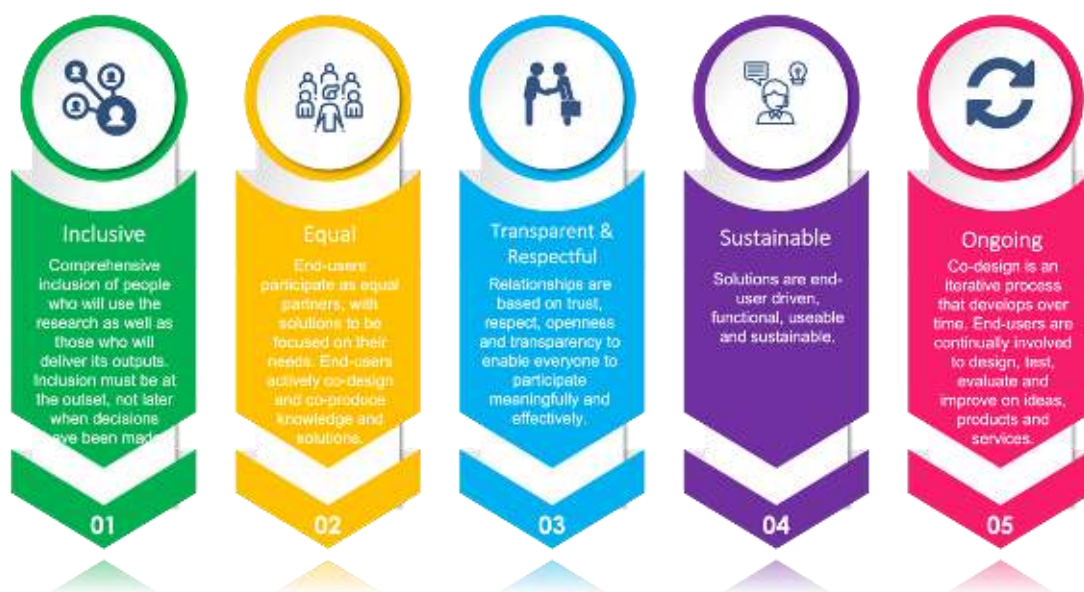 Inclusive
Comprehensive
inclusion of people
who will use the
research as well as
those who will
deliver its outputs.
Inclusion must be at
the outset, not later
when decisions
have been made.
01
Equal
End-users
participate as equal
partners, with
solutions to be
focused on their
needs. End-users
actively co-design
and co-produce
knowledge and
solutions.
02
Transparent &
Respectful
Relationships are
based on trust,
respect, openness
and transparency to
enable everyone to
participate
meaningfully and
effectively.
03
Sustainable
Solutions are end-
user driven,
functional, useable
and sustainable.
04
Ongoing
Co-design is an
iterative process
that develops over
time. End-users are
continually involved
to design, test,
evaluate and
improve on ideas,
products and
services.
05